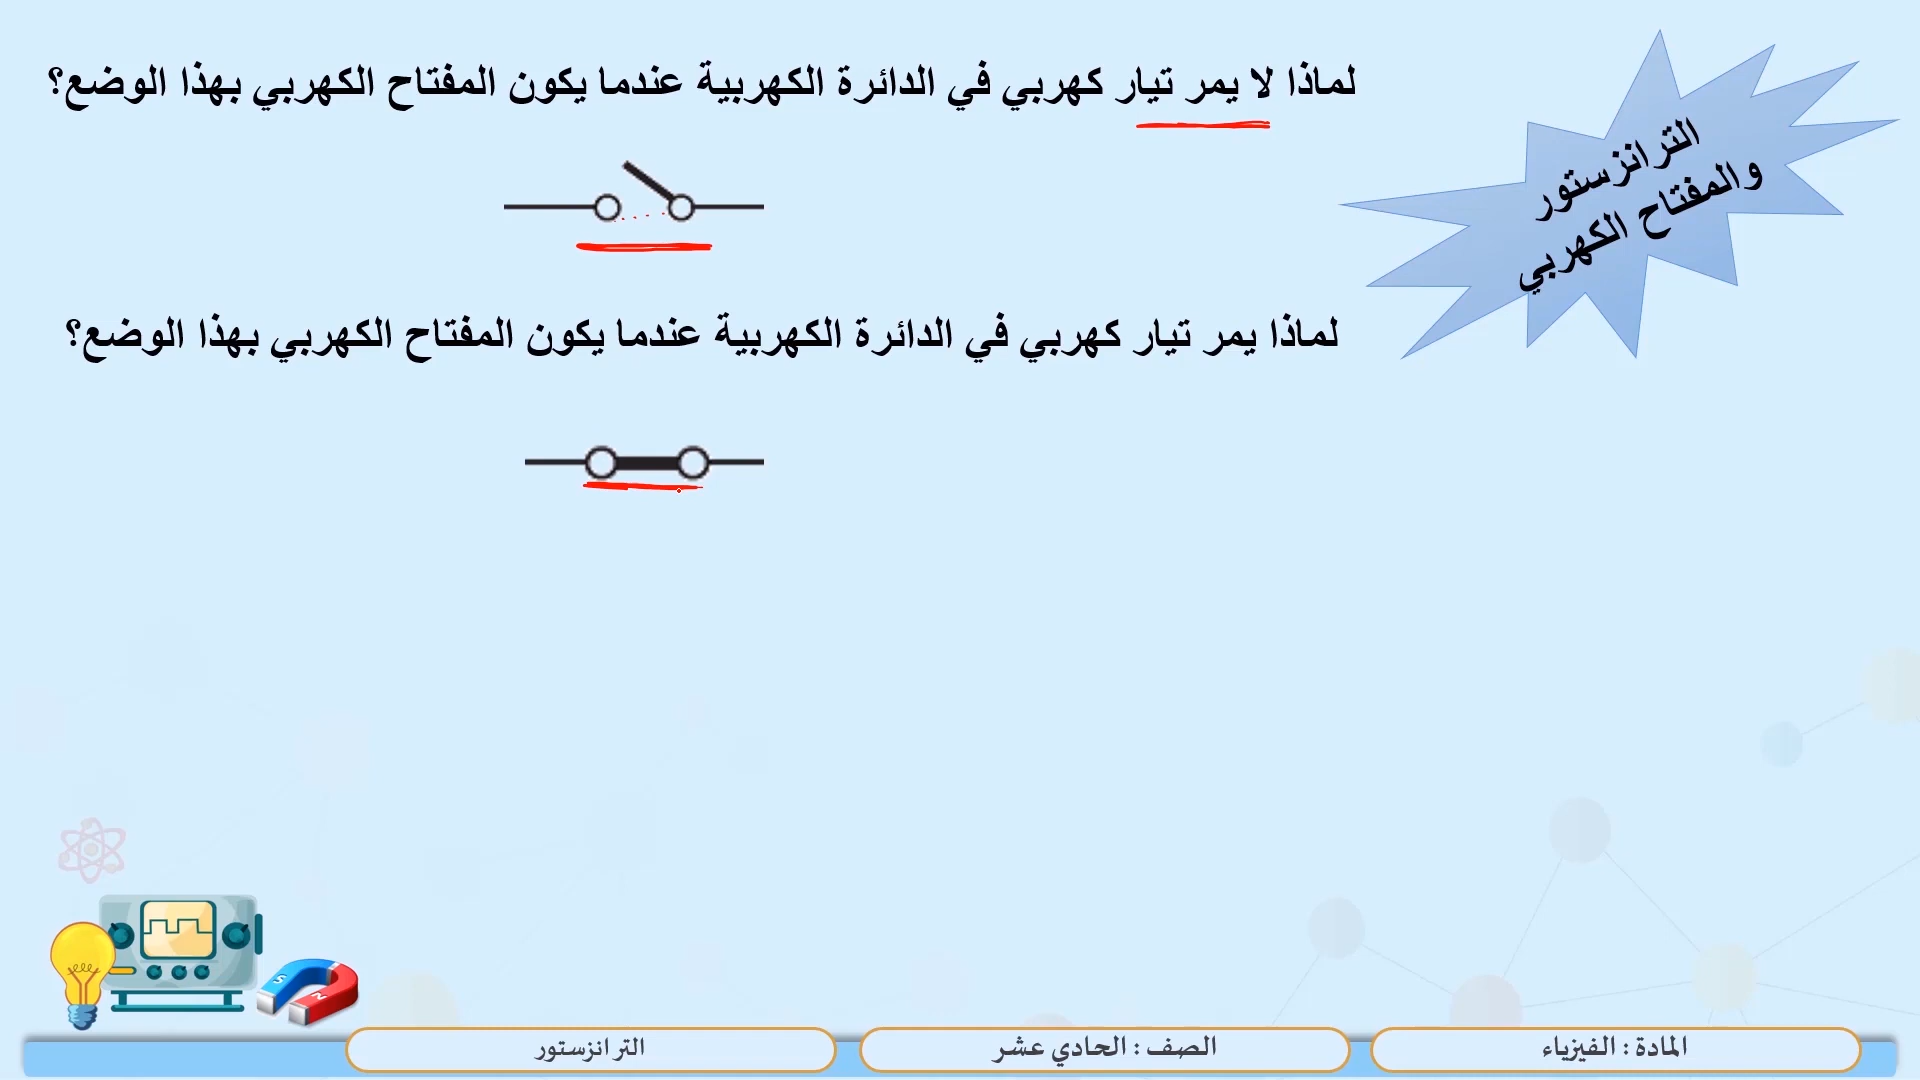 لماذا لا يمر تيار كهربي في الدائرة الكهربية عندما يكون المفتاح الكهربي بهذا الوضع؟
الترانزستور
والمفتاح الكهربي
لماذا يمر تيار كهربي في الدائرة الكهربية عندما يكون المفتاح الكهربي بهذا الوضع؟
S
N
المادة : الفيزياء
الصف : الحادي عشر
الترانزستور